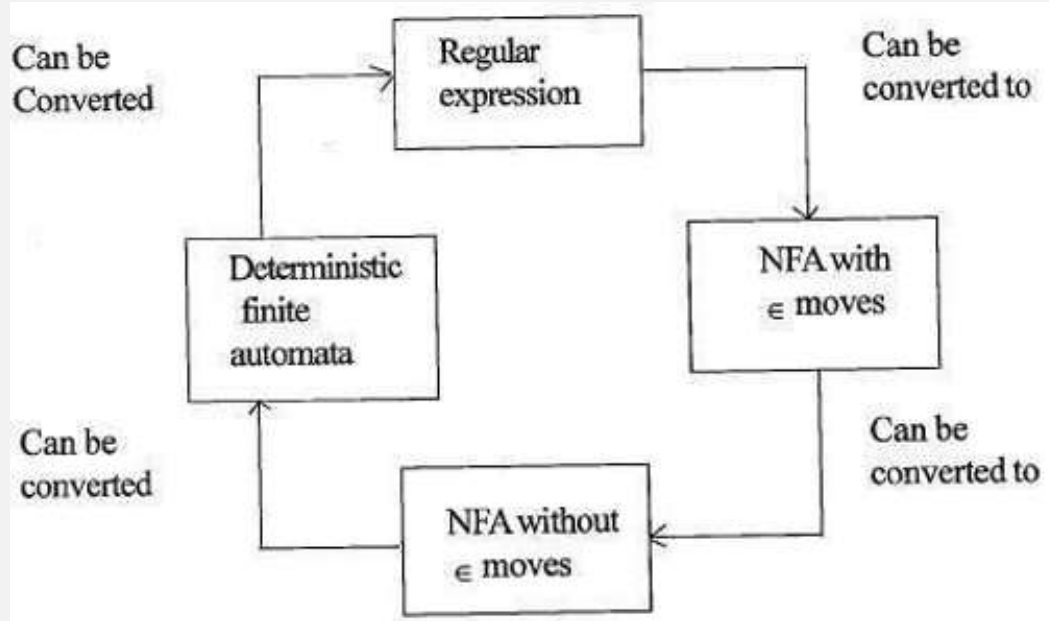 Can be
Converted
Regular
expression
Can be
converted to
Deterministic
finite
automata
NFA with
∈ moves
Can be
converted
NFA without
∈ moves
Can be
converted to